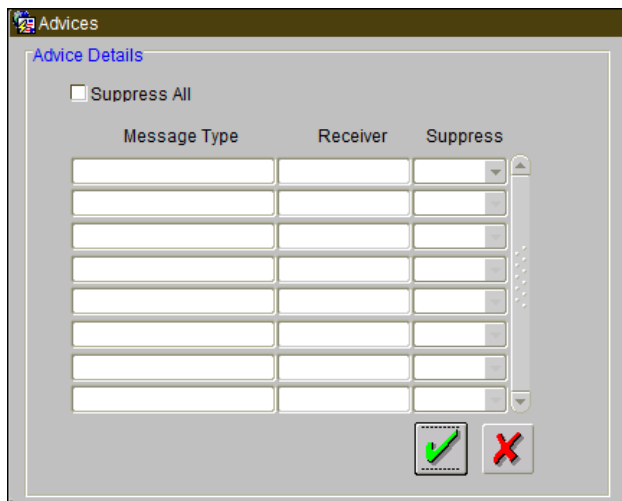 Advices
Advice Details
Suppress All
Message Type Receiver Suppress